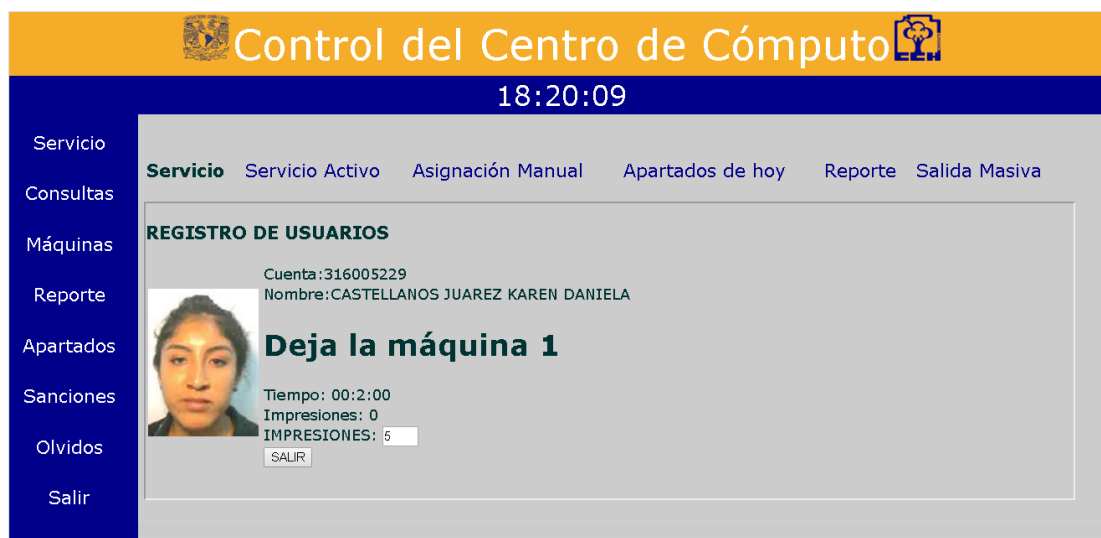 Control del Centro de Cómputo
CCH
18:20:09
Servicio
Consultas
Máquinas
Reporte
Apartados
Sanciones
Olvidos
Salir
Servicio Servicio Activo Asignación Manual Apartados de hoy Reporte Salida Masiva
REGISTRO DE USUARIOS
Cuenta:316005229
Nombre:CASTELLANOS JUAREZ KAREN DANIELA
Deja la máquina 1
Tiempo: 00:2:00
Impresiones: 0
IMPRESIONES: 5
SALIR